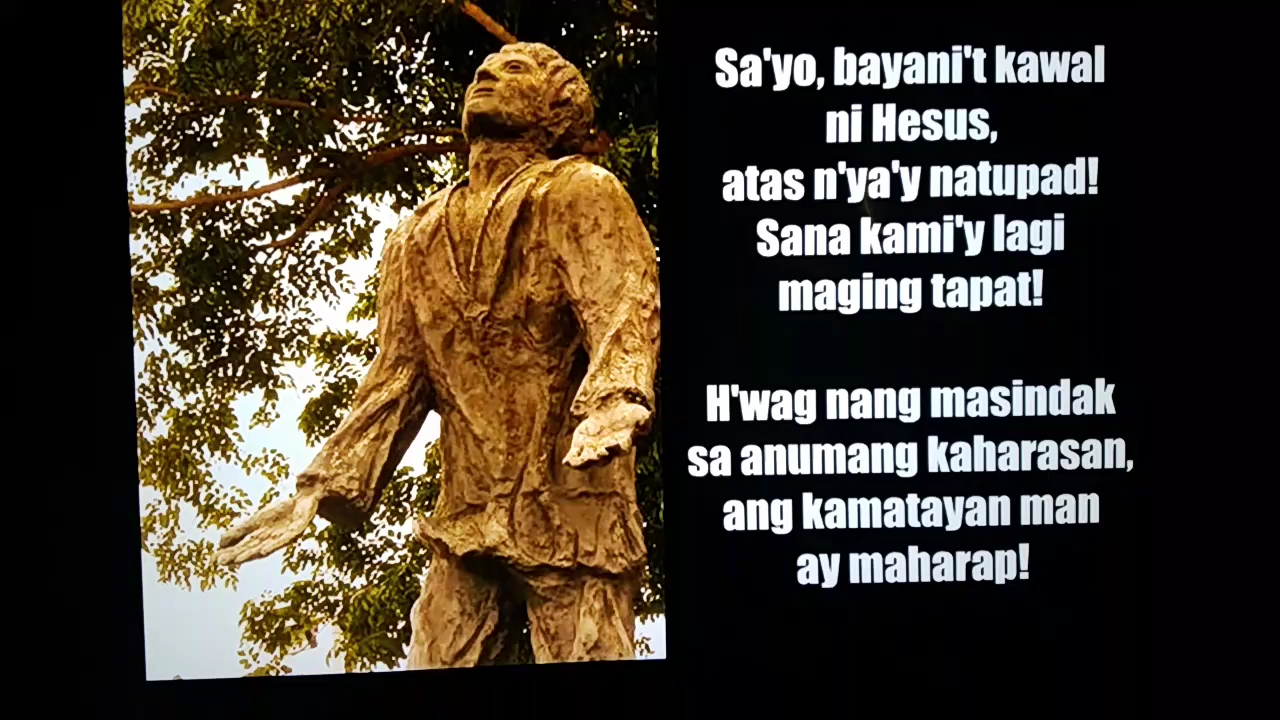 Sa'yo, bayani't kawal
ni Hesus,
atas n'ya'y natupad!
Sana kami'y lagi
maging tapat!
H'wag nang masindak
sa anumang kaharasan,
ang kamatayan man
ay maharap!